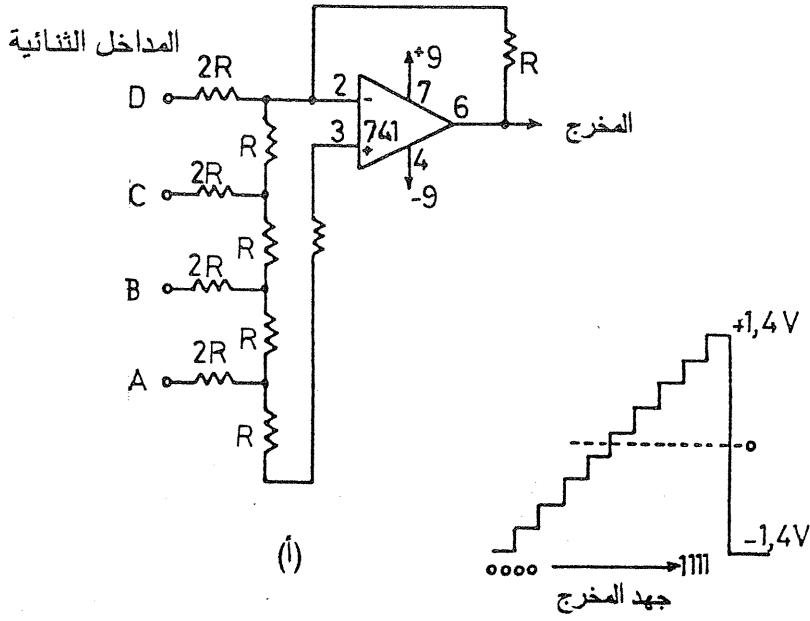 المداخل الثنائية
2R
D
2
-
+9
7
6
R
المخرج
3
741
+
4
-9
R
2R
C
R
2R
B
R
2R
A
R
+1,4V
0
-1,4V
0000
1111
جهد المخرج
(أ)